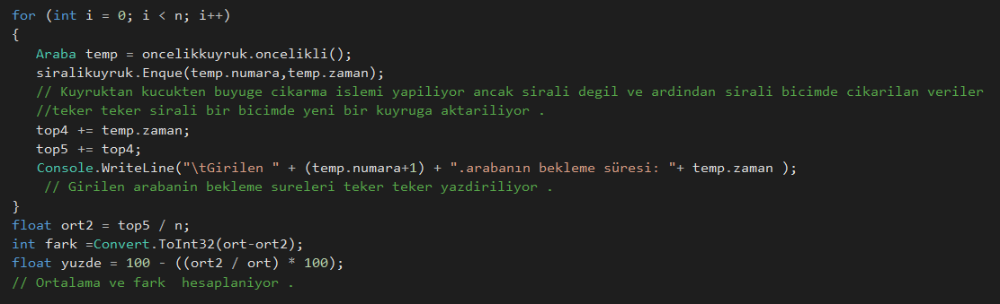 for (int i = 0; i < n; i++)
{
Araba temp = oncelikkuyruk.oncelikli();
siralikuyruk.Enque(temp.numara,temp.zaman);
// Kuyruktan kucukten buyuge cikarma islemi yapiliyor ancak sirali degil ve ardindan sirali bicimde cikarilan veriler
//teker teker sirali bir bicimde yeni bir kuyruga aktariliyor .
top4 += temp.zaman;
top5 += top4;
Console.WriteLine("\tGirilen " + (temp.numara+1) + ".arabanın bekleme süresi: "+ temp.zaman );
// Girilen arabanin bekleme sureleri teker teker yazdiriliyor .
}
float ort2 = top5 / n;
int fark =Convert.ToInt32(ort-ort2);
float yuzde = 100 - ((ort2 / ort) * 100);
// Ortalama ve fark  hesaplaniyor .